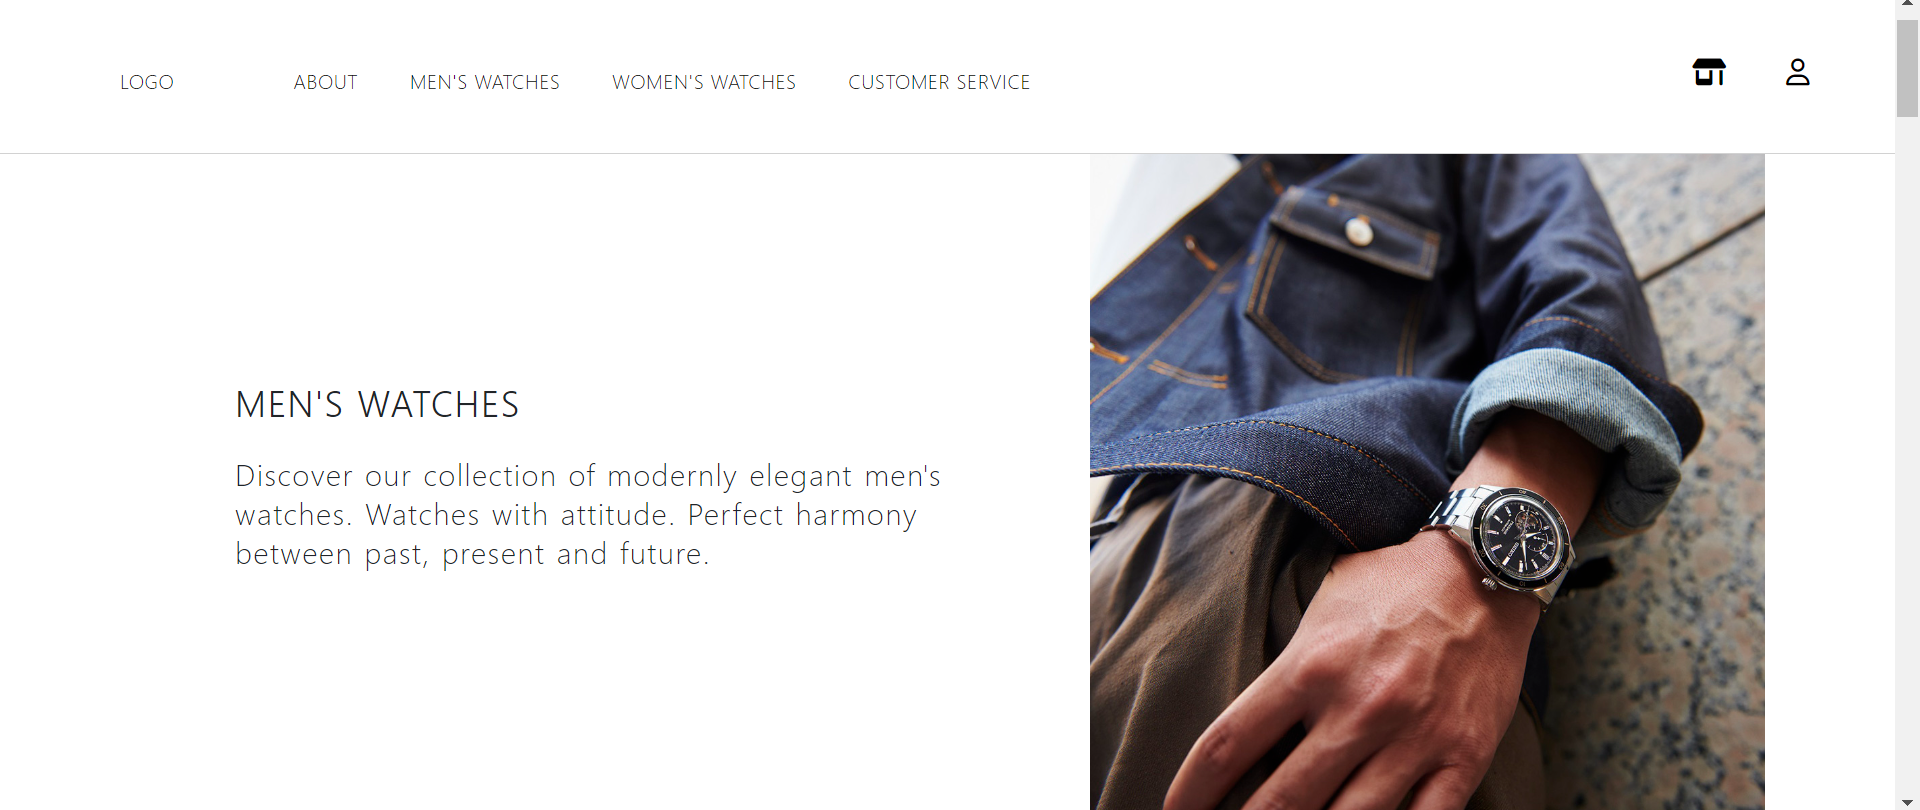 LOGO ABOUT MEN'S WATCHES WOMEN'S WATCHES CUSTOMER SERVICE
MEN'S WATCHES
Discover our collection of modernly elegant men's
watches. Watches with attitude. Perfect harmony
between past, present and future.